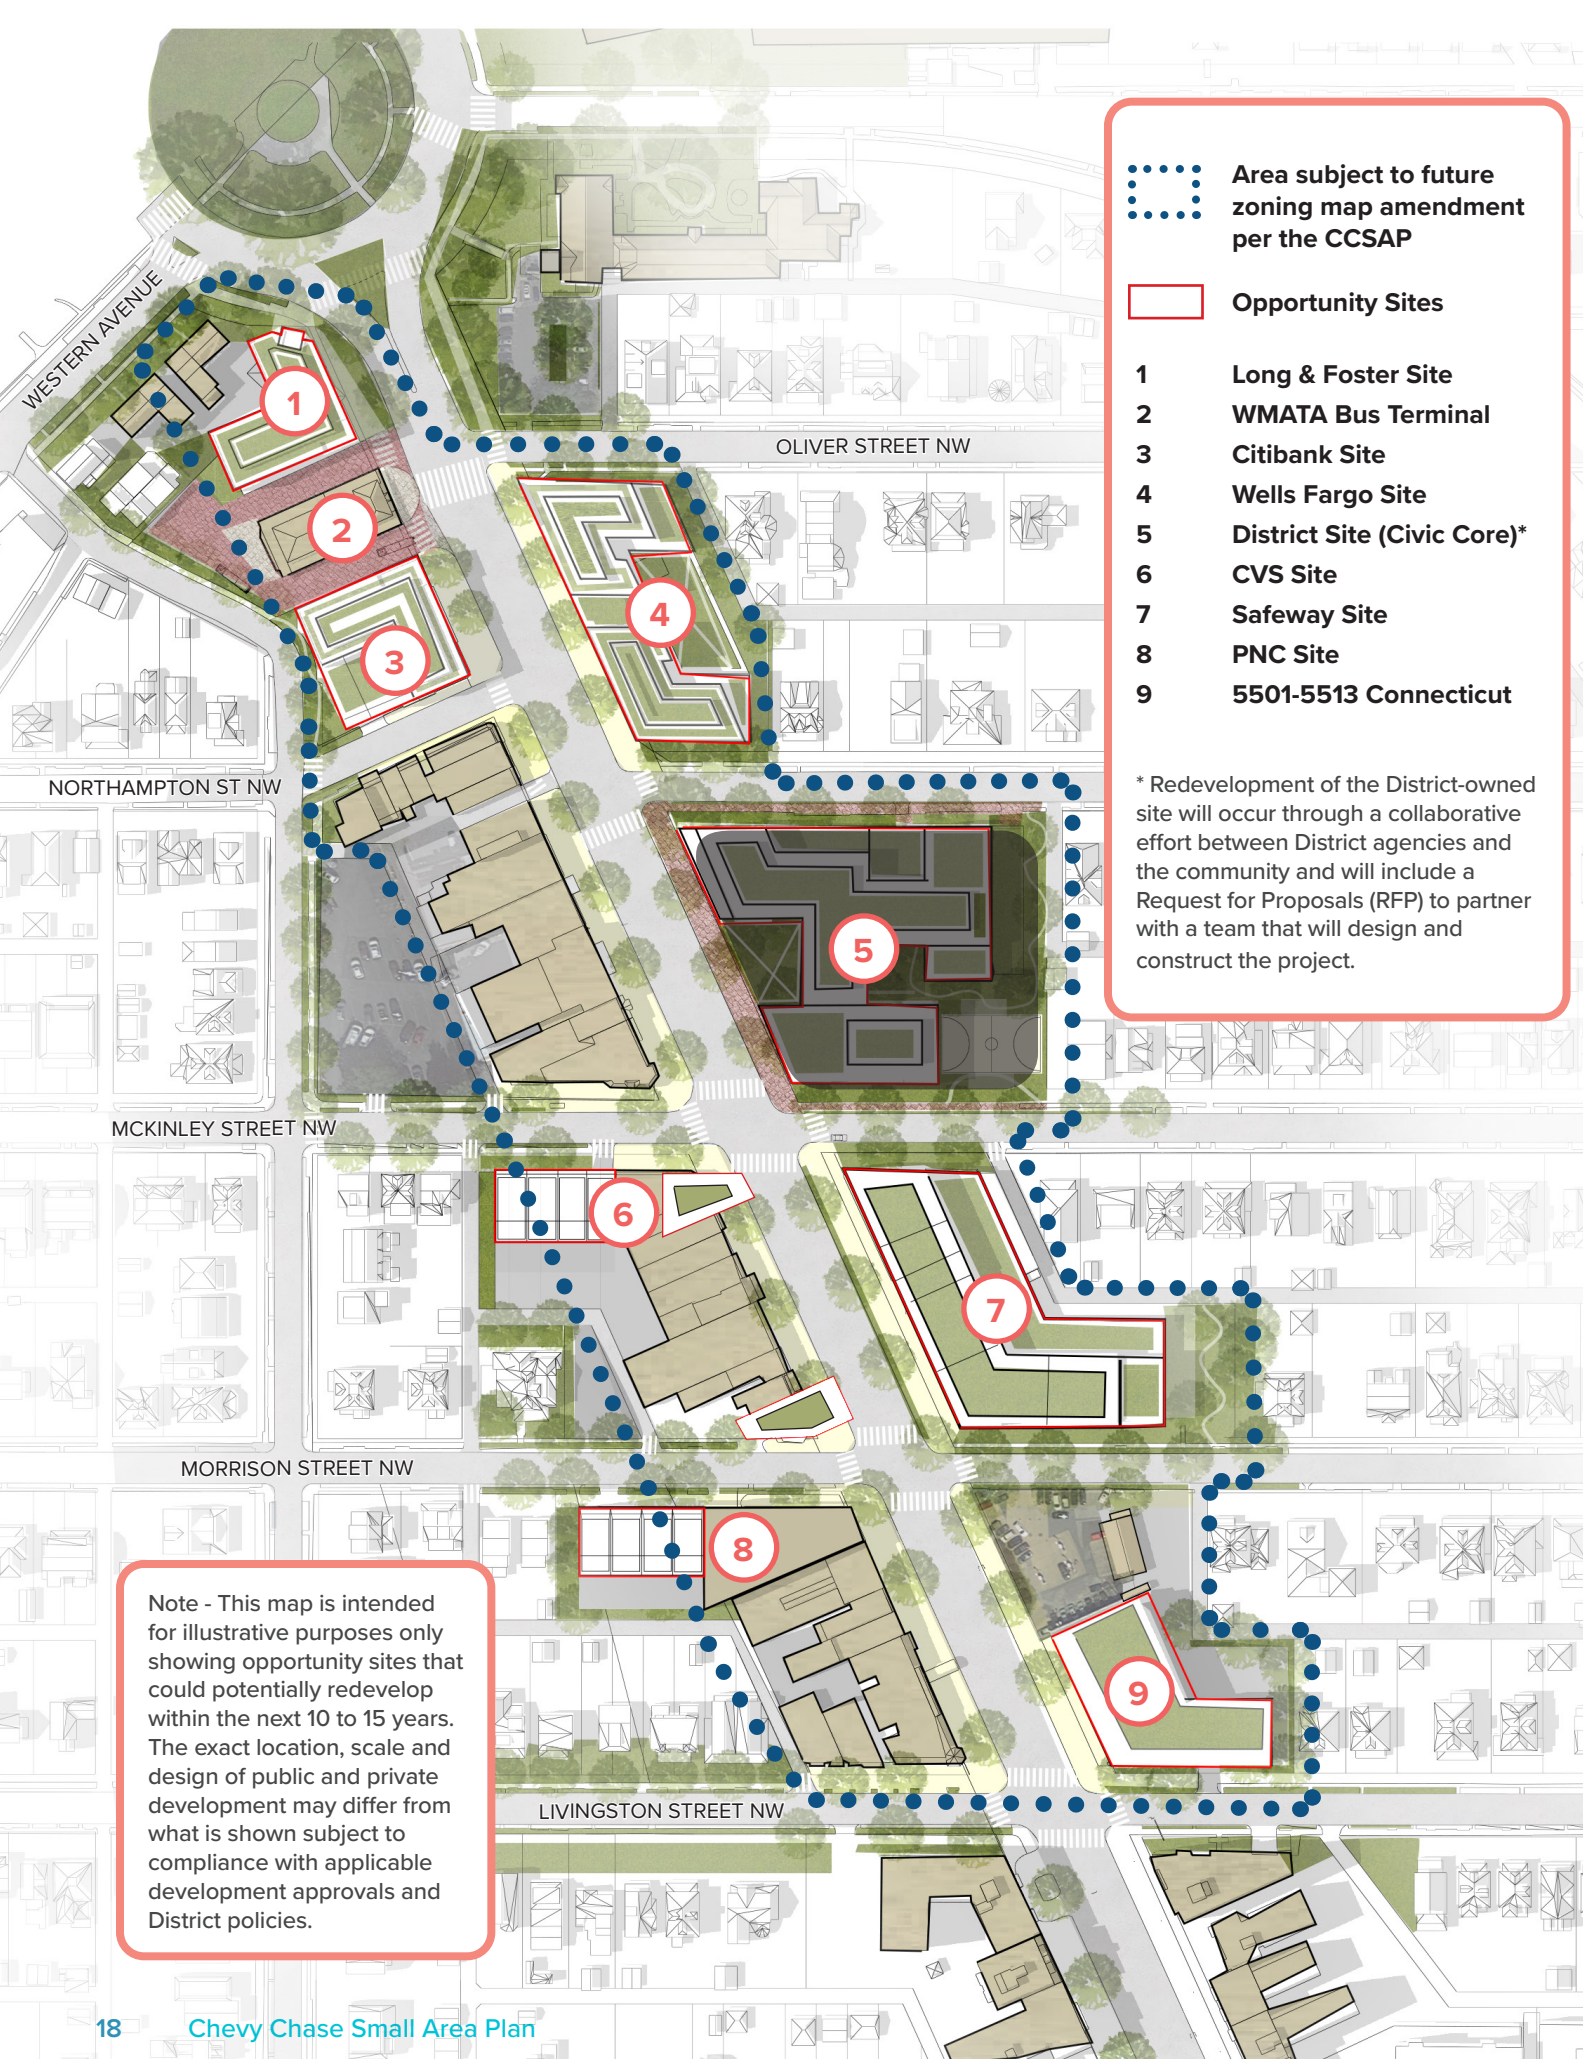 WESTERN AVENUE
OLIVER STREET NW
NORTHAMPTON ST NW
MCKINLEY STREET NW
MORRISON STREET NW
LIVINGSTON STREET NW
1
2
3
4
5
6
7
8
9
Area subject to future
zoning map amendment
per the CCSAP
Opportunity Sites
1 Long & Foster Site
2 WMATA Bus Terminal
3 Citibank Site
4 Wells Fargo Site
5 District Site (Civic Core)*
6 CVS Site
7 Safeway Site
8 PNC Site
9 5501-5513 Connecticut
* Redevelopment of the District-owned
site will occur through a collaborative
effort between District agencies and
the community and will include a
Request for Proposals (RFP) to partner
with a team that will design and
construct the project.
Note - This map is intended
for illustrative purposes only
showing opportunity sites that
could potentially redevelop
within the next 10 to 15 years.
The exact location, scale and
design of public and private
development may differ from
what is shown subject to
compliance with applicable
development approvals and
District policies.
18 Chevy Chase Small Area Plan